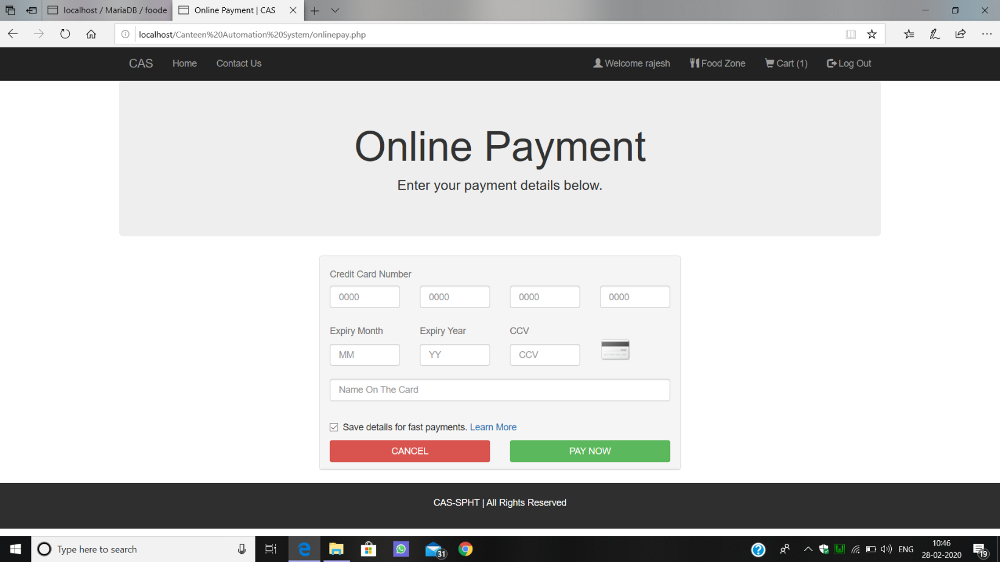 localhost / MariaDB / foode
Online Payment | CAS
localhost/Canteen%20Automation%20System/onlinepay.php
CAS Home Contact Us Welcome rajesh Food Zone Cart (1) Log Out
Online Payment
Enter your payment details below.
Credit Card Number
0000 0000 0000 0000
Expiry Month Expiry Year CCV
MM YY CCV
Name On The Card
Save details for fast payments. Learn More
CANCEL PAY NOW
CAS-SPHT | All Rights Reserved
Type here to search
31
ENG
10:46
28-02-2020
19